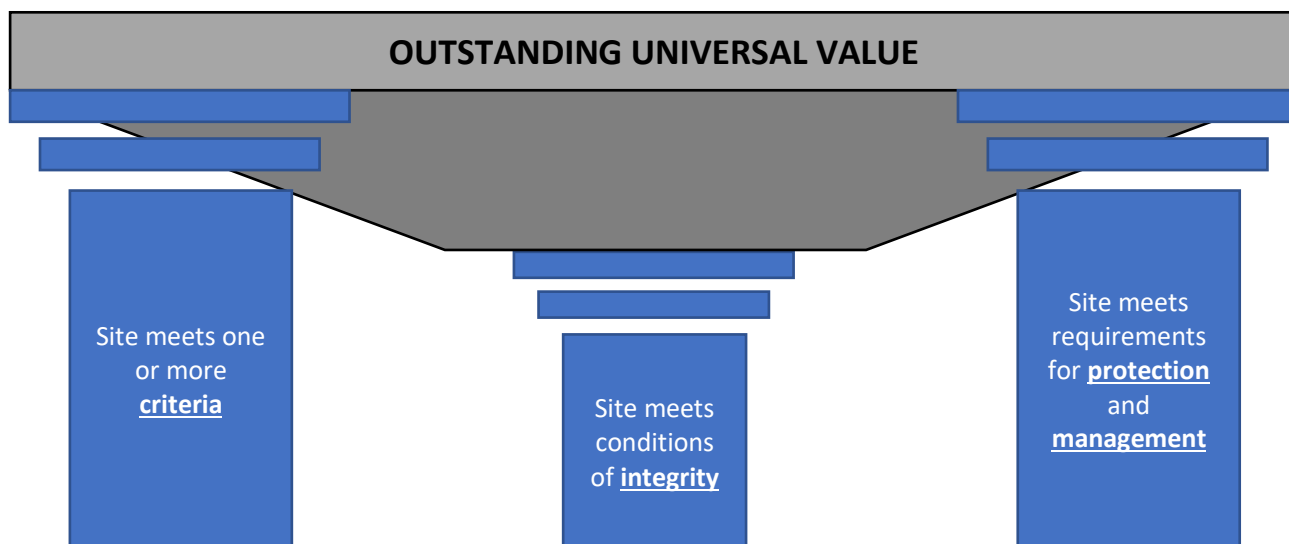 OUTSTANDING UNIVERSAL VALUE
Site meets one
or more
criteria
Site meets
conditions
of integrity
Site meets
requirements
for protection
and
management